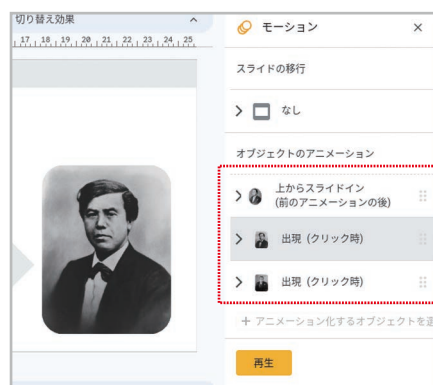 切り替え効果
17 18 19 20 21 22 23 24 25
モーション
スライドの移行
なし
オブジェクトのアニメーション
上からスライドイン
(前のアニメーションの後)
出現 (クリック時)
出現 (クリック時)
+ アニメーション化するオブジェクトを選
再生